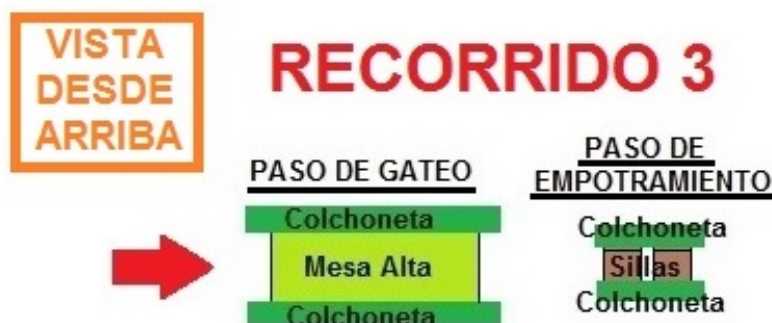 VISTA
DESDE
ARRIBA
RECORRIDO 3
PASO DE GATEO
Colchoneta
Mesa Alta
Colchoneta
PASO DE
EMPOTRAMIENTO
Colchoneta
Sillas
Colchoneta